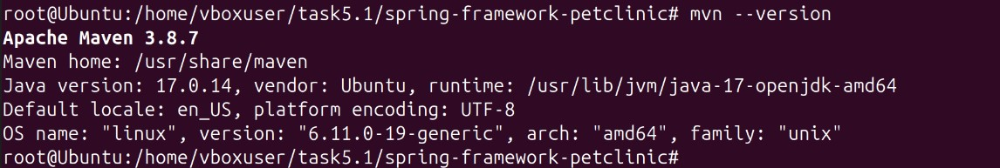 root@Ubuntu:/home/vboxuser/task5.1/spring-framework-petclinic# mvn --version
Apache Maven 3.8.7
Maven home: /usr/share/maven
Java version: 17.0.14, vendor: Ubuntu, runtime: /usr/lib/jvm/java-17-openjdk-amd64
Default locale: en_US, platform encoding: UTF-8
OS name: "linux", version: "6.11.0-19-generic", arch: "amd64", family: "unix"
root@Ubuntu:/home/vboxuser/task5.1/spring-framework-petclinic#